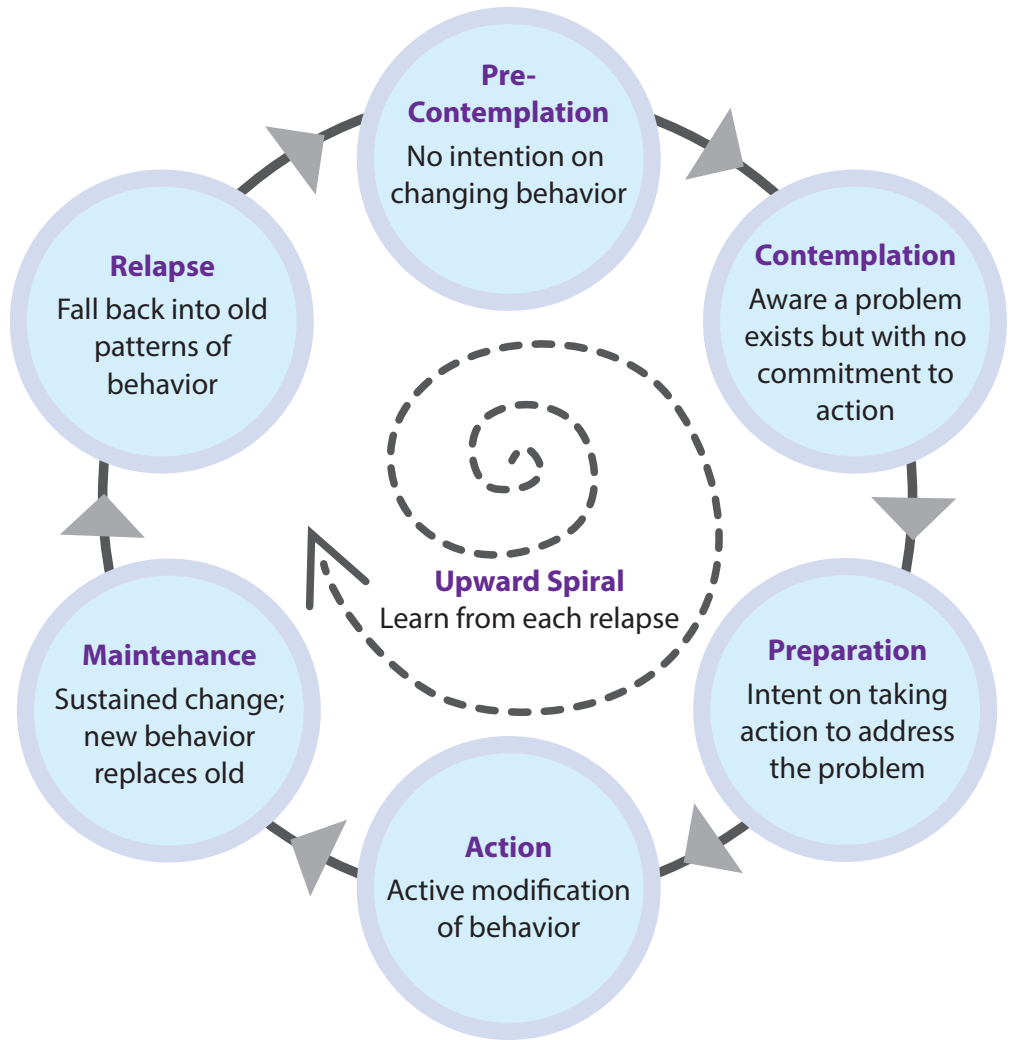 Pre-
Contemplation
No intention on
changing behavior
Contemplation
Aware a problem
exists but with no
commitment to
action
Preparation
Intent on taking
action to address
the problem
Action
Active modification
of behavior
Maintenance
Sustained change;
new behavior
replaces old
Relapse
Fall back into old
patterns of
behavior
Upward Spiral
Learn from each relapse